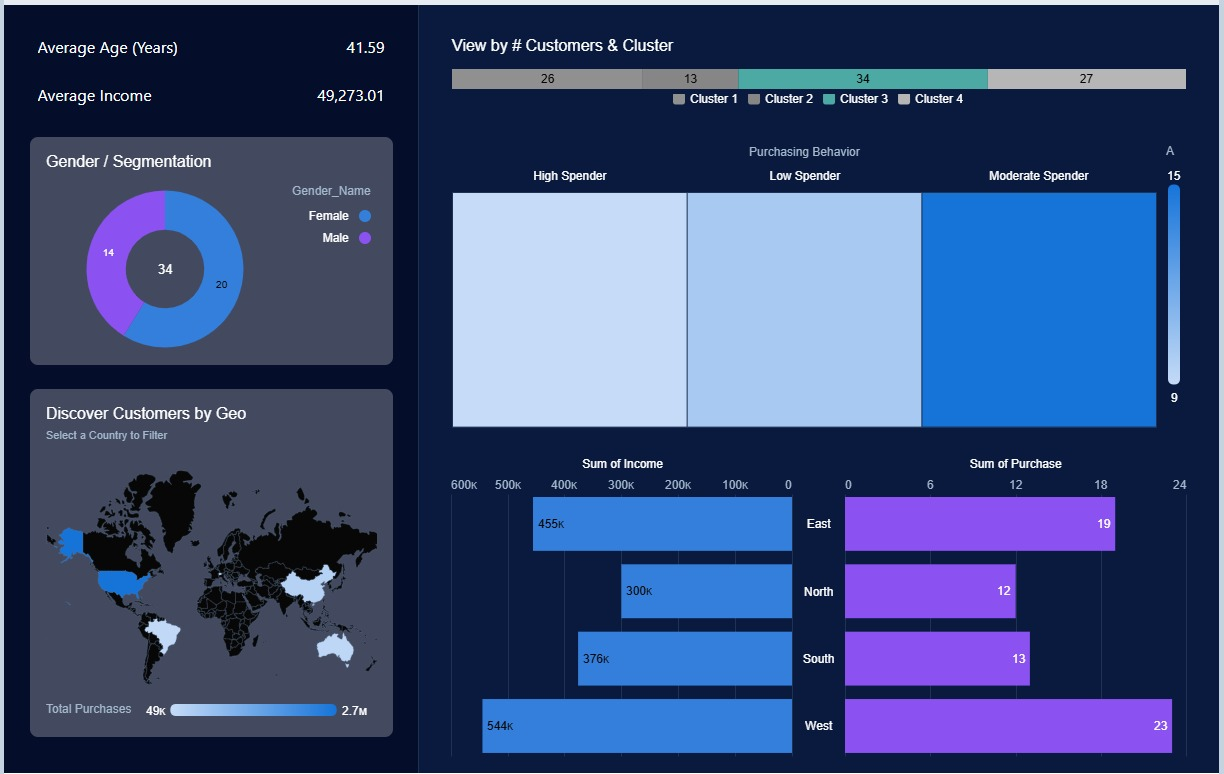 Average Age (Years) 41.59
Average Income 49,273.01
Gender / Segmentation
Gender_Name
Female
Male
14
34
20
Discover Customers by Geo
Select a Country to Filter
Total Purchases 49K 2.7M
View by # Customers & Cluster
26 13 34 27
Cluster 1 Cluster 2 Cluster 3 Cluster 4
Purchasing Behavior A
High Spender Low Spender Moderate Spender 15
9
Sum of Income Sum of Purchase
600K 500K 400K 300K 200K 100K 0 0 6 12 18 24
455K East 19
300K North 12
376K South 13
544K West 23